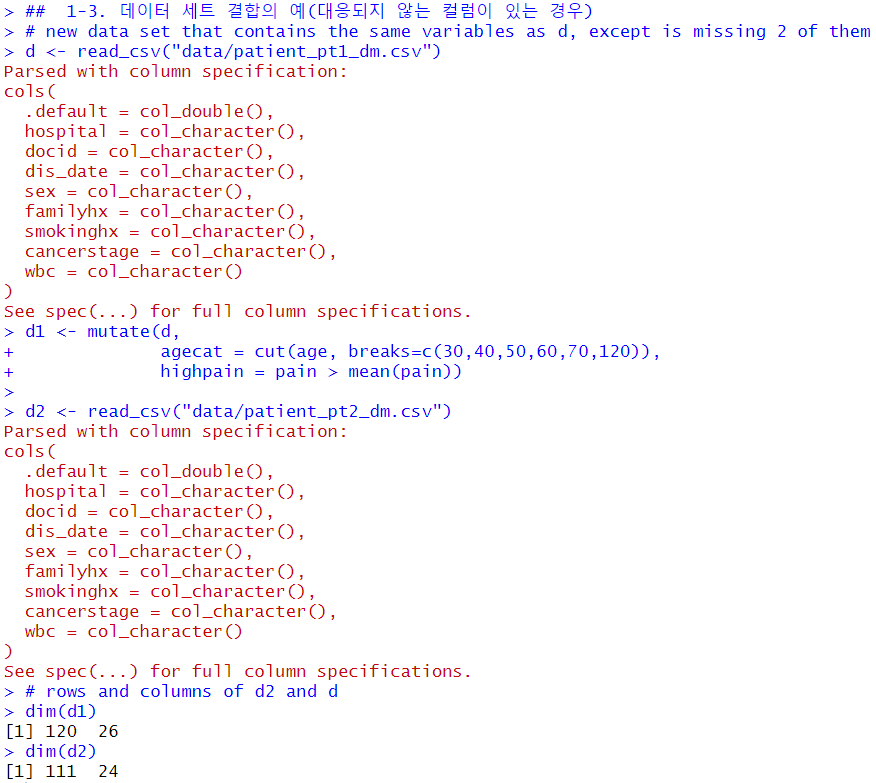 > ##  1-3. 데이터 세트 결합의 예(대응되지 않는 컬럼이 있는 경우)
> # new data set that contains the same variables as d, except is missing 2 of them
> d <- read_csv("data/patient_pt1_dm.csv")
Parsed with column specification:
cols(
  .default = col_double(),
  hospital = col_character(),
  docid = col_character(),
  dis_date = col_character(),
  sex = col_character(),
  familyhx = col_character(),
  smokinghx = col_character(),
  cancerstage = col_character(),
  wbc = col_character()
)
See spec(...) for full column specifications.
> d1 <- mutate(d,
+              agecat = cut(age, breaks=c(30,40,50,60,70,120)),
+              highpain = pain > mean(pain))
>
> d2 <- read_csv("data/patient_pt2_dm.csv")
Parsed with column specification:
cols(
  .default = col_double(),
  hospital = col_character(),
  docid = col_character(),
  dis_date = col_character(),
  sex = col_character(),
  familyhx = col_character(),
  smokinghx = col_character(),
  cancerstage = col_character(),
  wbc = col_character()
)
See spec(...) for full column specifications.
> # rows and columns of d2 and d
> dim(d1)
[1] 120  26
> dim(d2)
[1] 111  24